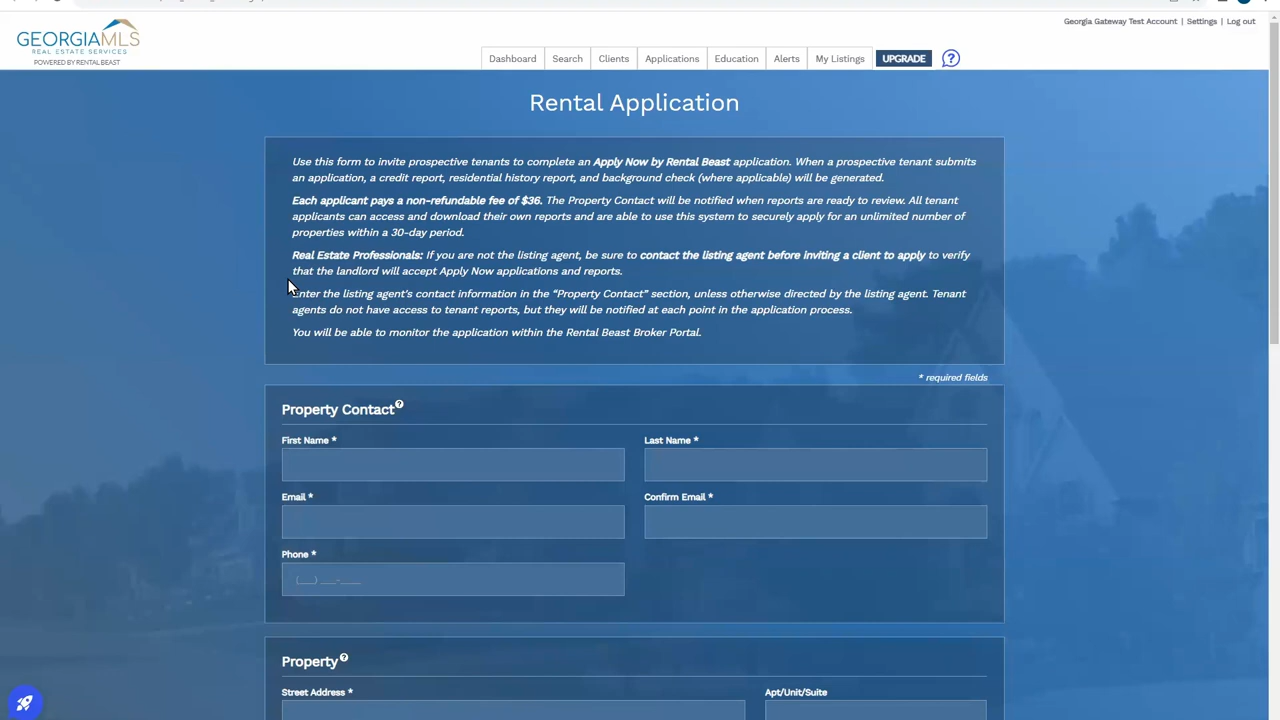 Georgia Gateway Test Account | Settings | Log out
GEORGIAMLS
REAL ESTATE SERVICES
POWERED BY RENTAL BEAST
Dashboard Search Clients Applications Education Alerts My Listings UPGRADE ?
Rental Application
Use this form to invite prospective tenants to complete an Apply Now by Rental Beast application. When a prospective tenant submits
an application, a credit report, residential history report, and background check (where applicable) will be generated.
Each applicant pays a non-refundable fee of $36. The Property Contact will be notified when reports are ready to review. All tenant
applicants can access and download their own reports and are able to use this system to securely apply for an unlimited number of
properties within a 30-day period.
Real Estate Professionals: If you are not the listing agent, be sure to contact the listing agent before inviting a client to apply to verify
that the landlord will accept Apply Now applications and reports.
Enter the listing agent's contact information in the “Property Contact” section, unless otherwise directed by the listing agent. Tenant
agents do not have access to tenant reports, but they will be notified at each point in the application process.
You will be able to monitor the application within the Rental Beast Broker Portal.
* required fields
Property Contact ?
First Name * Last Name *
Email * Confirm Email *
Phone *
(___) ___-____
Property ?
Street Address * Apt/Unit/Suite